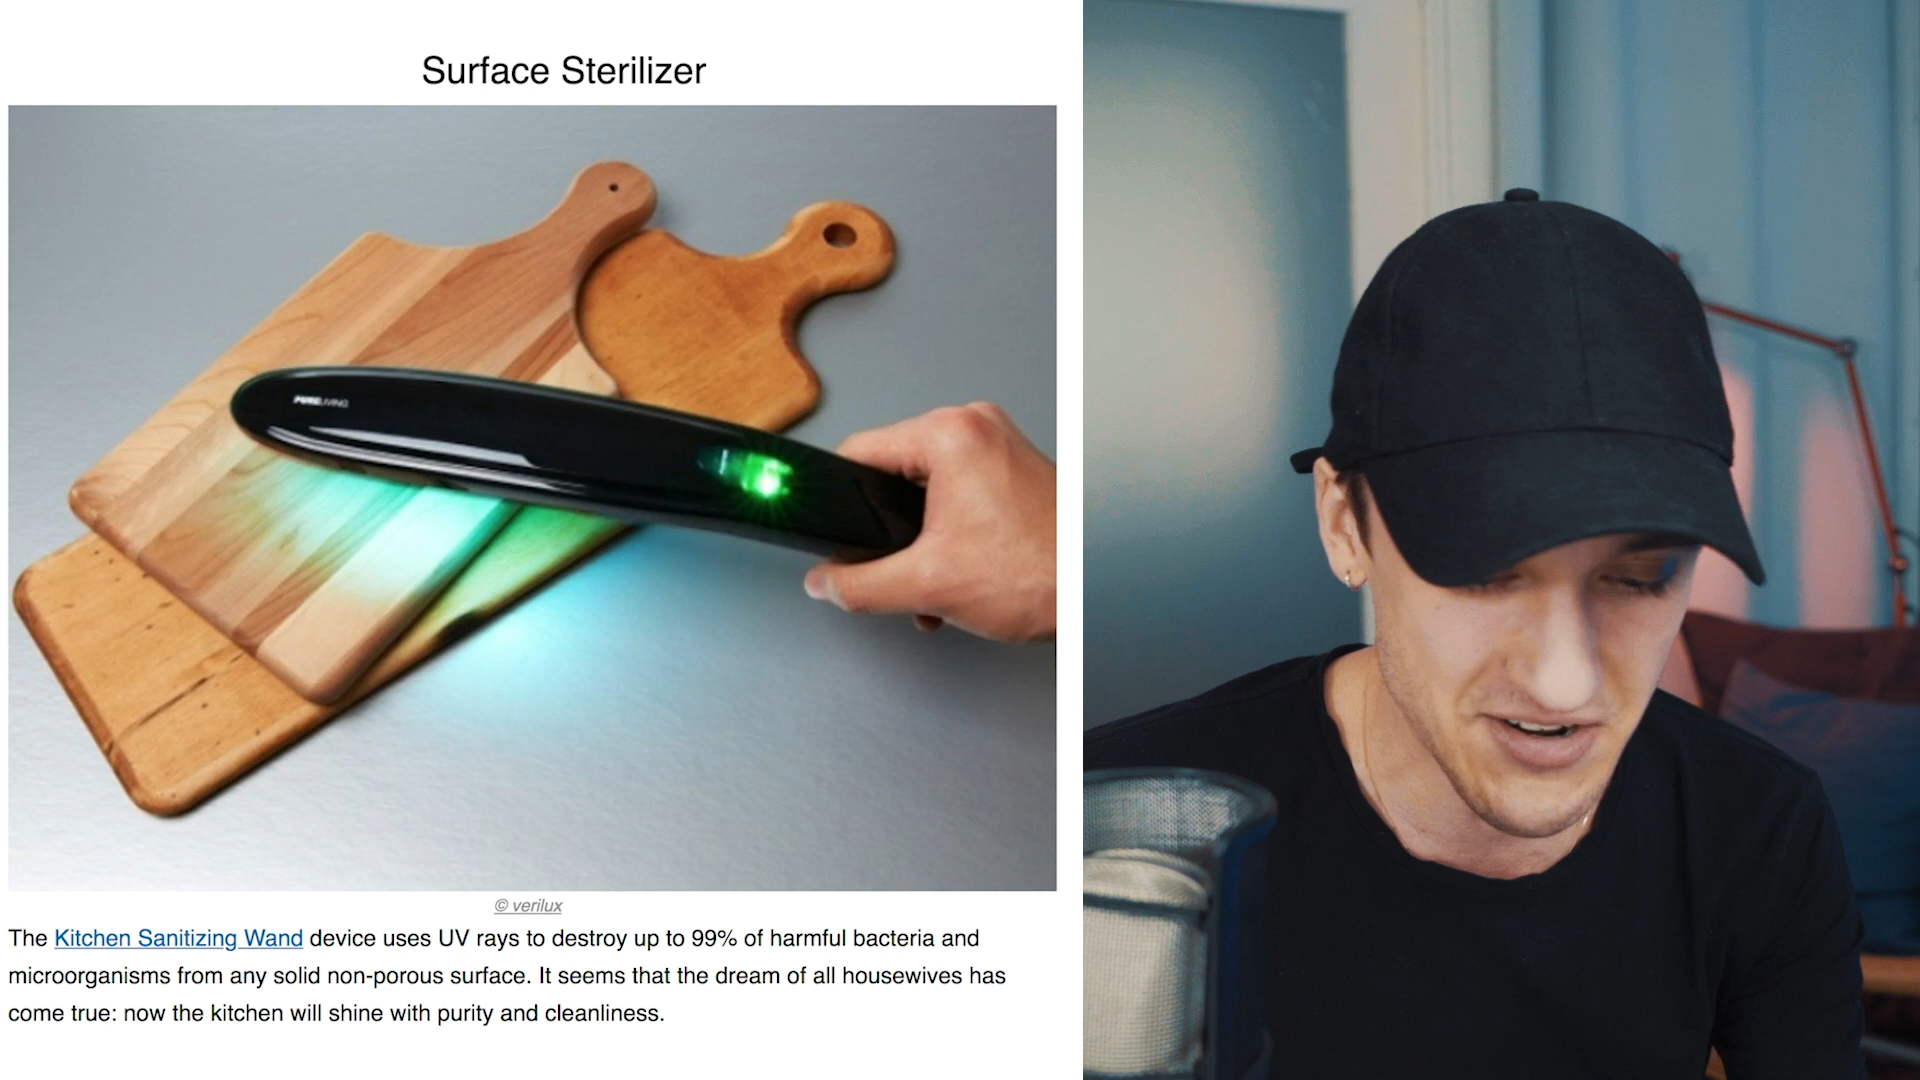 Surface Sterilizer
PURELIVING
© verilux
The Kitchen Sanitizing Wand device uses UV rays to destroy up to 99% of harmful bacteria and
microorganisms from any solid non-porous surface. It seems that the dream of all housewives has
come true: now the kitchen will shine with purity and cleanliness.